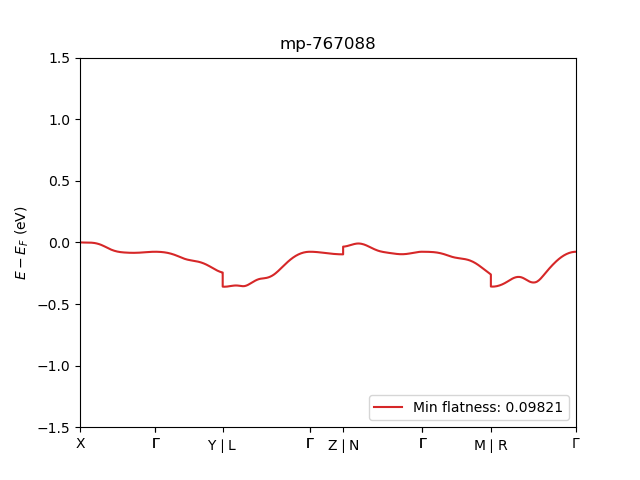 mp-767088
E − E_F (eV)
1.5
1.0
0.5
0.0
−0.5
−1.0
−1.5
Min flatness: 0.09821
X Γ Y | L Γ Z | N Γ M | R Γ